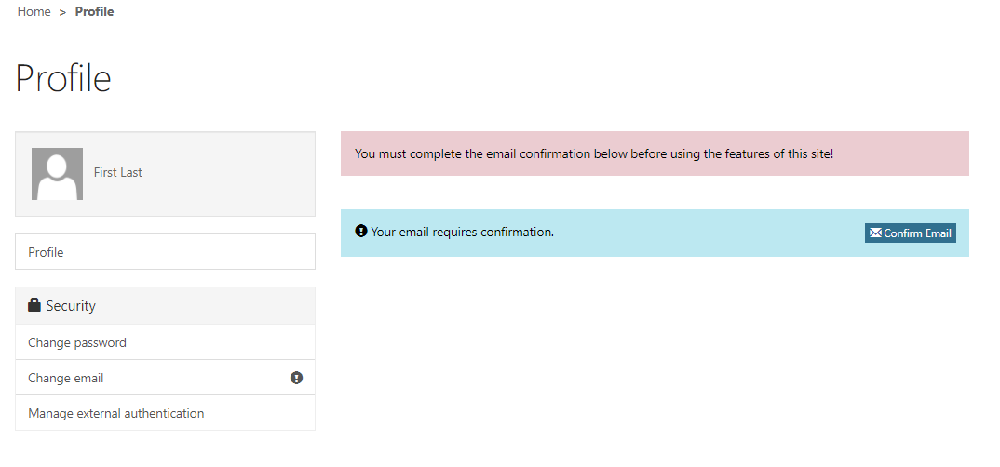 Home > Profile
Profile
First Last
You must complete the email confirmation below before using the features of this site!
Your email requires confirmation.
Confirm Email
Profile
Security
Change password
Change email
Manage external authentication